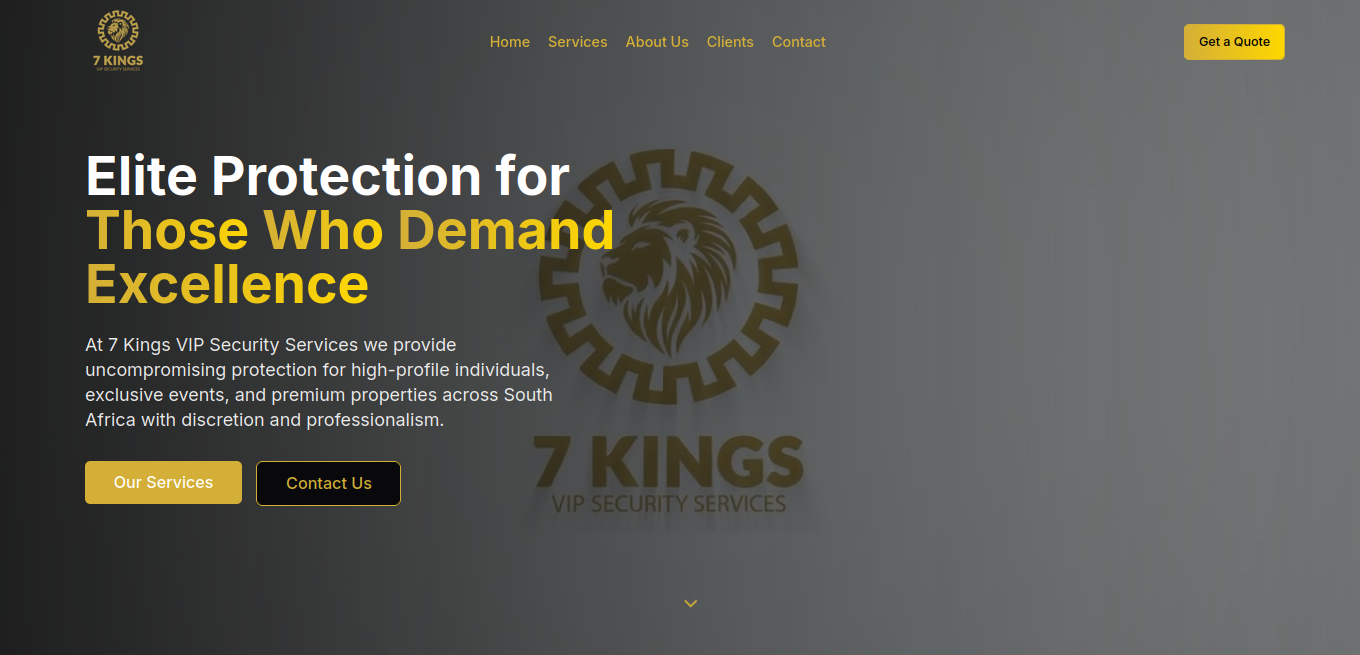 7 KINGS
VIP SECURITY SERVICES
Home Services About Us Clients Contact
Get a Quote
Elite Protection for
Those Who Demand
Excellence
At 7 Kings VIP Security Services we provide
uncompromising protection for high-profile individuals,
exclusive events, and premium properties across South
Africa with discretion and professionalism.
Our Services
Contact Us
7 KINGS
VIP SECURITY SERVICES